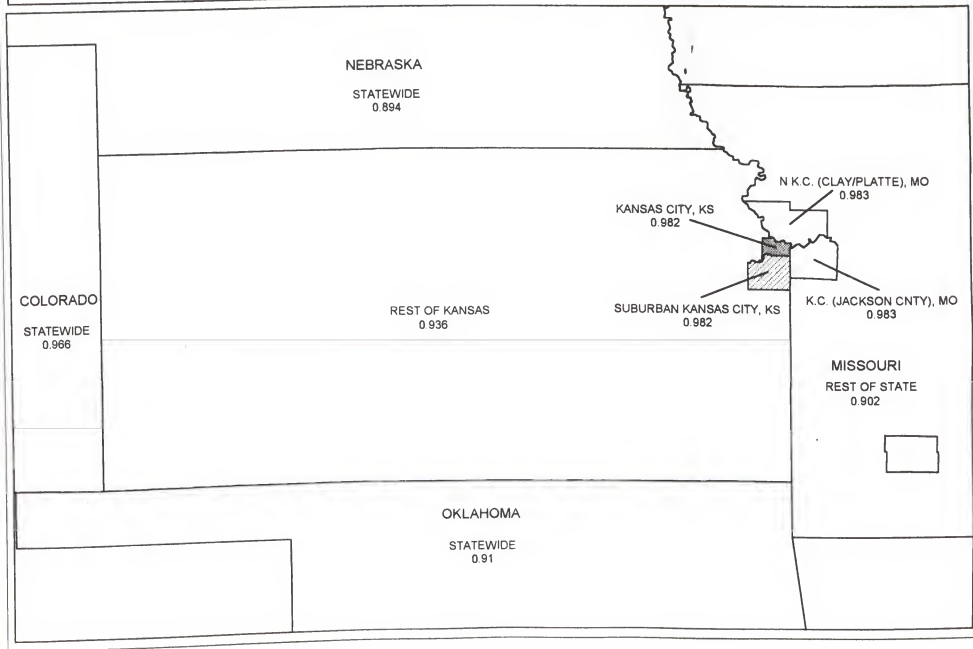 NEBRASKA
STATEWIDE
0.894
N K.C. (CLAY/PLATTE), MO
0.983
KANSAS CITY, KS
0.982
COLORADO
STATEWIDE
0.966
REST OF KANSAS
0.936
SUBURBAN KANSAS CITY, KS
0.982
K.C. (JACKSON CNTY), MO
0.983
MISSOURI
REST OF STATE
0.902
OKLAHOMA
STATEWIDE
0.91